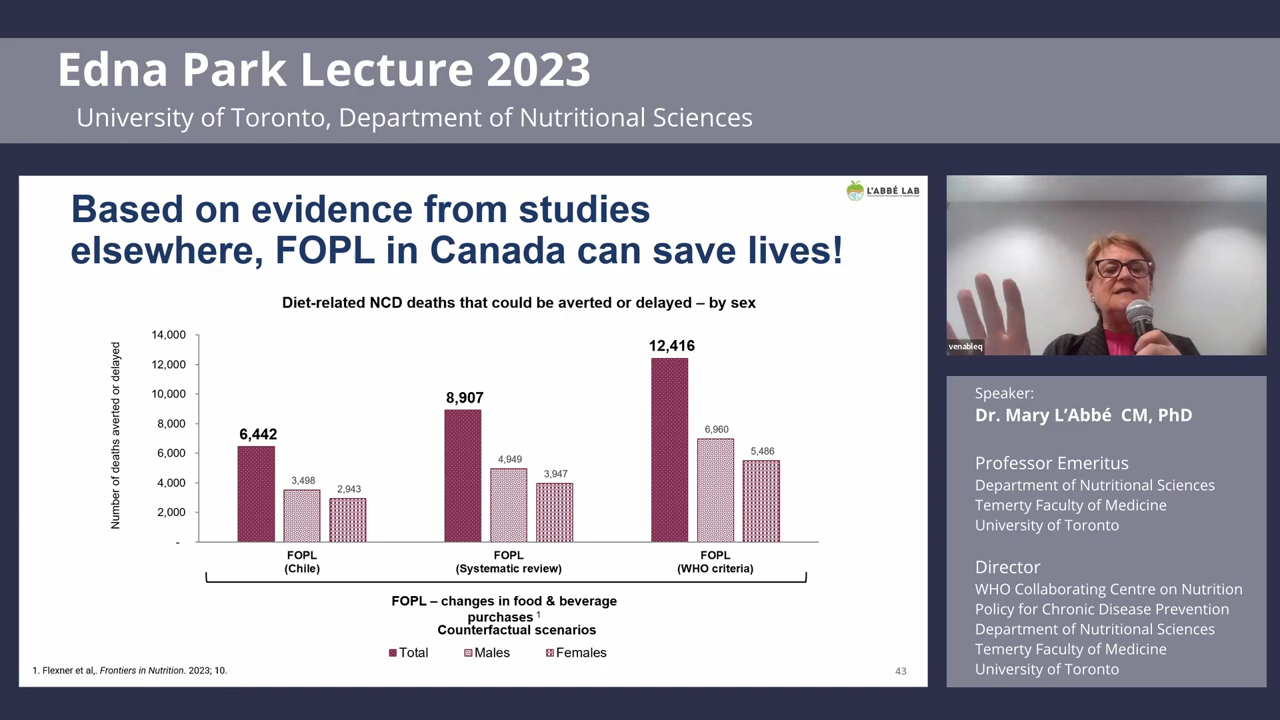 Edna Park Lecture 2023
University of Toronto, Department of Nutritional Sciences
L'ABBÉ LAB
Based on evidence from studies
elsewhere, FOPL in Canada can save lives!
Diet-related NCD deaths that could be averted or delayed – by sex
Number of deaths averted or delayed
14,000
12,000
10,000
8,000
6,000
4,000
2,000
-
6,442
3,498
2,943
8,907
4,949
3,947
12,416
6,960
5,486
FOPL
(Chile)
FOPL
(Systematic review)
FOPL
(WHO criteria)
FOPL – changes in food & beverage
purchases 1
Counterfactual scenarios
Total
Males
Females
1. Flexner et al,. Frontiers in Nutrition. 2023; 10.
43
venableq
Speaker:
Dr. Mary L'Abbé CM, PhD
Professor Emeritus
Department of Nutritional Sciences
Temerty Faculty of Medicine
University of Toronto
Director
WHO Collaborating Centre on Nutrition
Policy for Chronic Disease Prevention
Department of Nutritional Sciences
Temerty Faculty of Medicine
University of Toronto